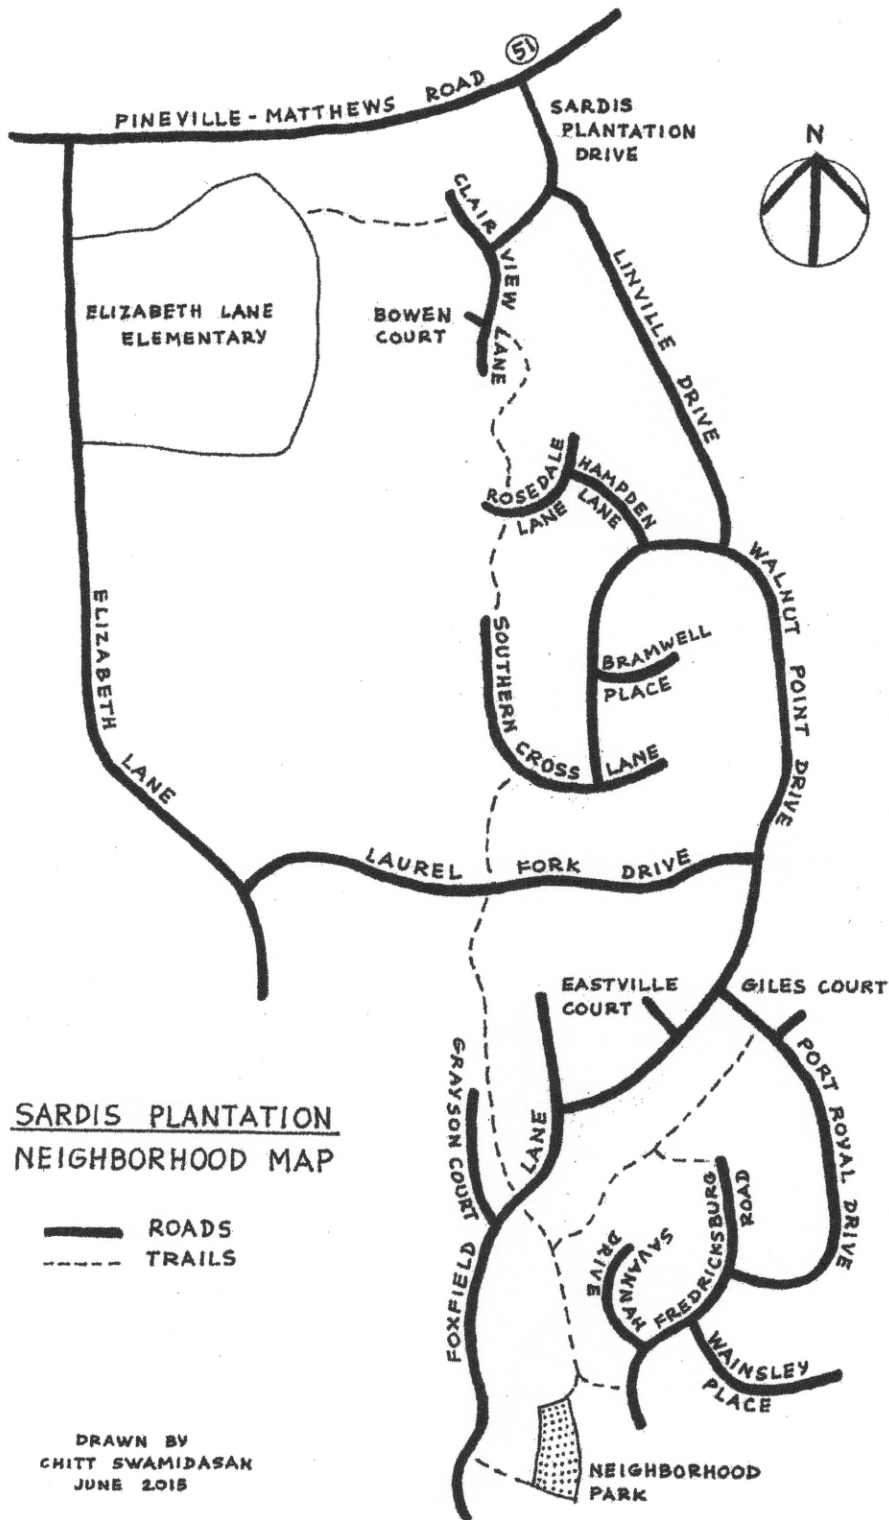 51
PINEVILLE-MATTHEWS ROAD
SARDIS
PLANTATION
DRIVE
N
CLAIR VIEW LANE
LINVILLE DRIVE
ELIZABETH LANE
ELEMENTARY
BOWEN
COURT
ROSEDALE
LANE
HAMPDEN
LANE
WALNUT POINT DRIVE
ELIZABETH LANE
SOUTHERN CROSS LANE
BRAMWELL
PLACE
LAUREL FORK DRIVE
EASTVILLE
COURT
GILES COURT
GRAYSON COURT
PORT ROYAL DRIVE
SARDIS PLANTATION
NEIGHBORHOOD MAP
ROADS
TRAILS
FOXFIELD LANE
FREDRICKSBURG
ROAD
SAVANNAH
DRIVE
WAINSLEY
PLACE
DRAWN BY
CHITT SWAMIDASAN
JUNE 2015
NEIGHBORHOOD
PARK